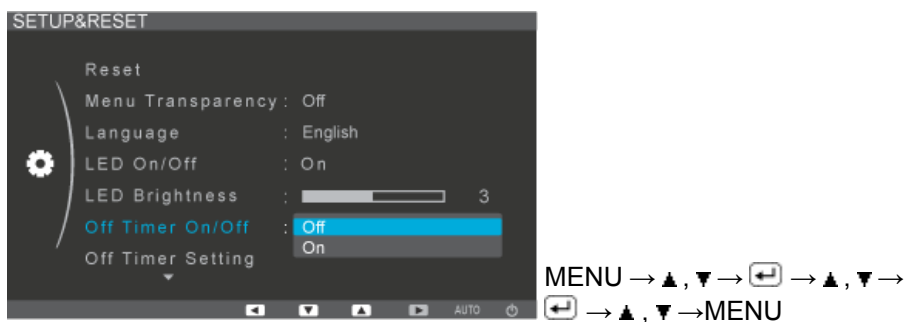 SETUP&RESET
Reset
Menu Transparency : Off
Language : English
LED On/Off : On
LED Brightness : 3
Off Timer On/Off : Off
On
Off Timer Setting
AUTO
MENU → ▲ , ▼ → ↵ → ▲ , ▼ →
↵ → ▲ , ▼ →MENU